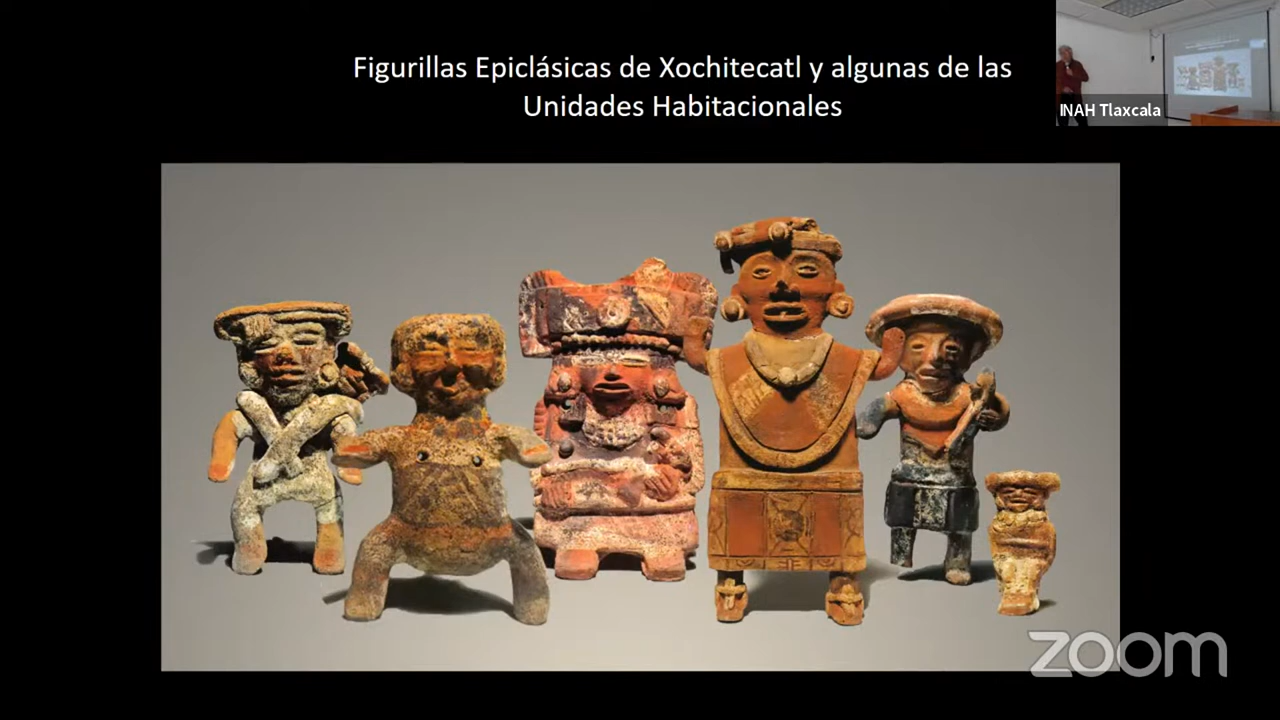 Figurillas Epiclásicas de Xochitecatl y algunas de las
Unidades Habitacionales
INAH Tlaxcala
zoom